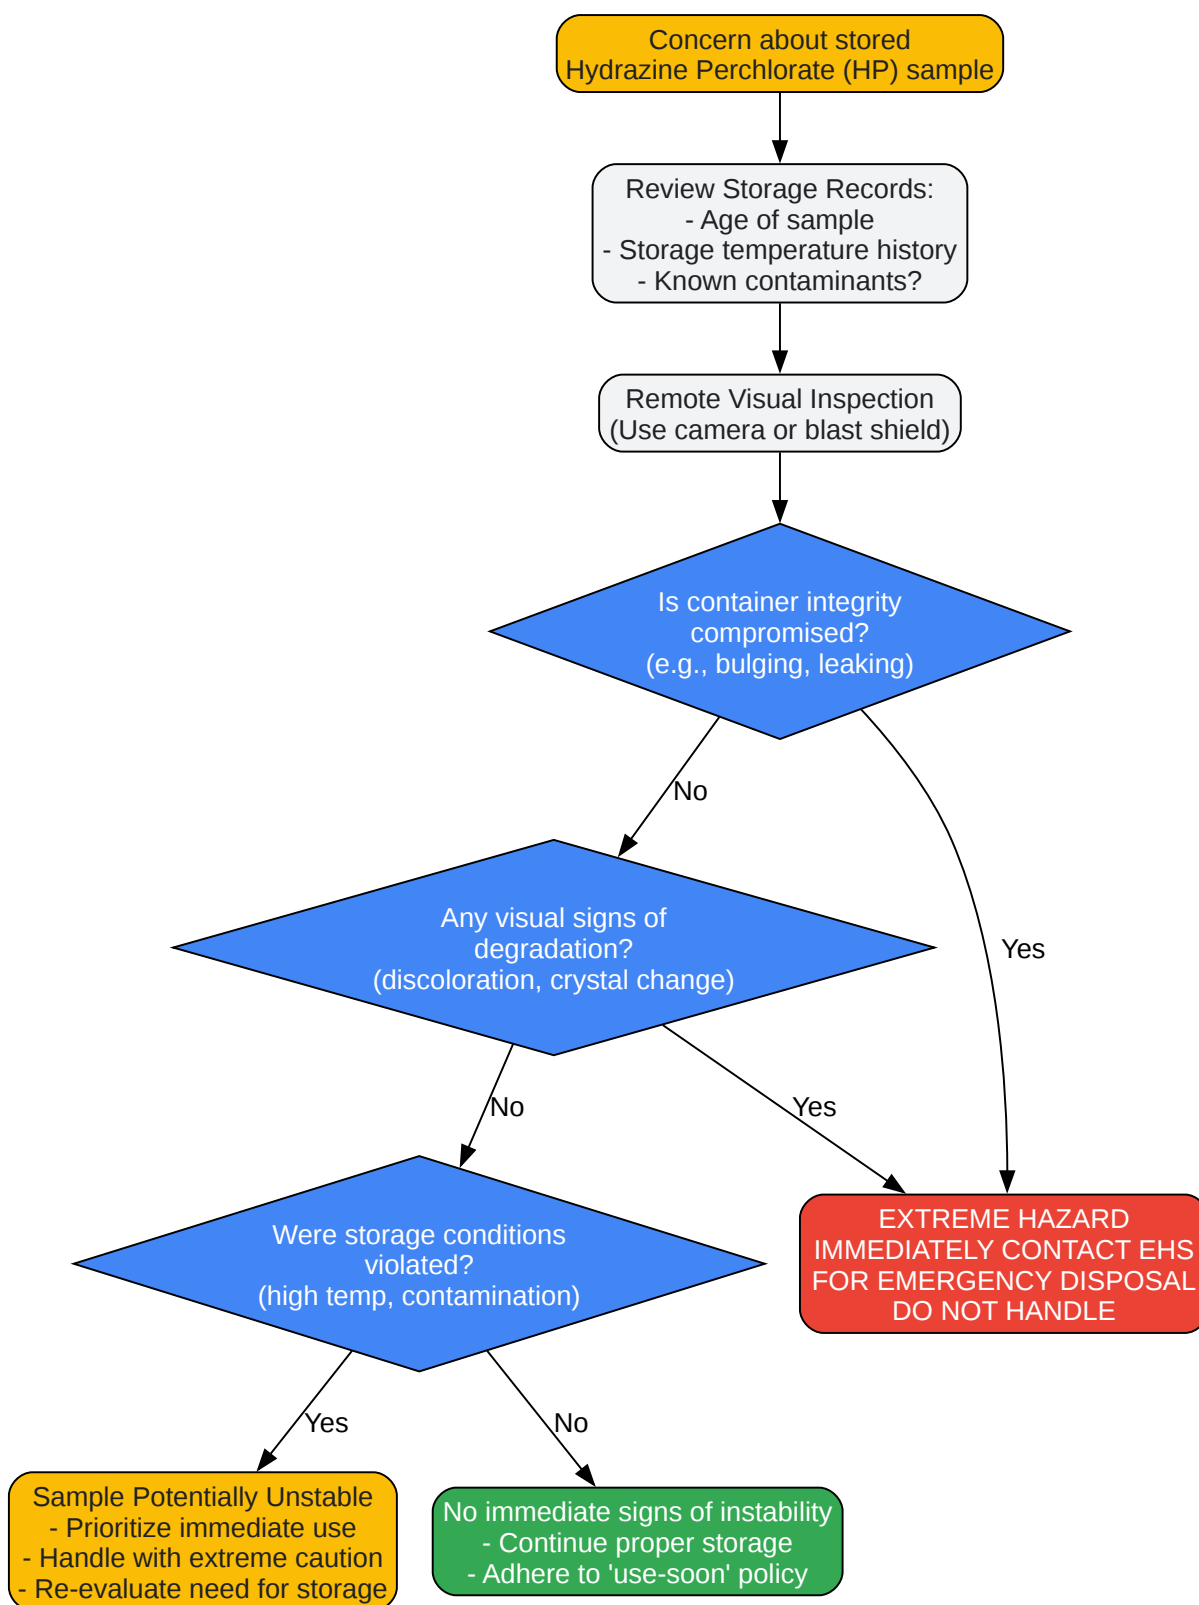 Concern about stored
Hydrazine Perchlorate (HP) sample
Review Storage Records:
- Age of sample
- Storage temperature history
- Known contaminants?
Remote Visual Inspection
(Use camera or blast shield)
Is container integrity
compromised?
(e.g., bulging, leaking)
No
Any visual signs of
degradation?
(discoloration, crystal change)
Yes
No
Yes
Were storage conditions
violated?
(high temp, contamination)
EXTREME HAZARD
IMMEDIATELY CONTACT EHS
FOR EMERGENCY DISPOSAL
DO NOT HANDLE
Yes
No
Sample Potentially Unstable
- Prioritize immediate use
- Handle with extreme caution
- Re-evaluate need for storage
No immediate signs of instability
- Continue proper storage
- Adhere to 'use-soon' policy